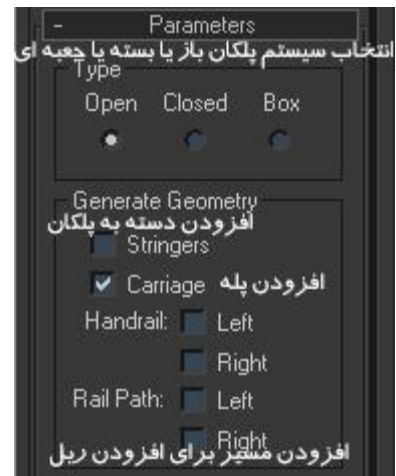 - Parameters
انتخاب سیستم پلکان باز یا بسته یا جعبه ای
Type
Open Closed Box
Generate Geometry
افزودن دسته به پلکان
Stringers
Carriage افزودن پله
Handrail: Left
Right
Rail Path: Left
Right
افزودن مسیر برای افزودن ریل